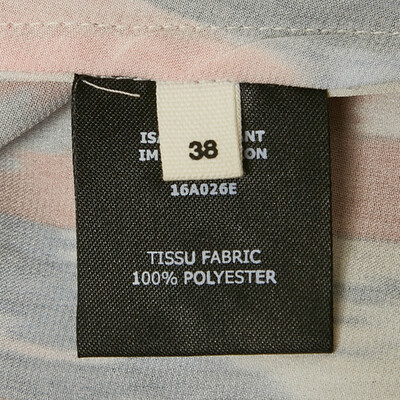 38
16A026E
TISSU FABRIC
100% POLYESTER